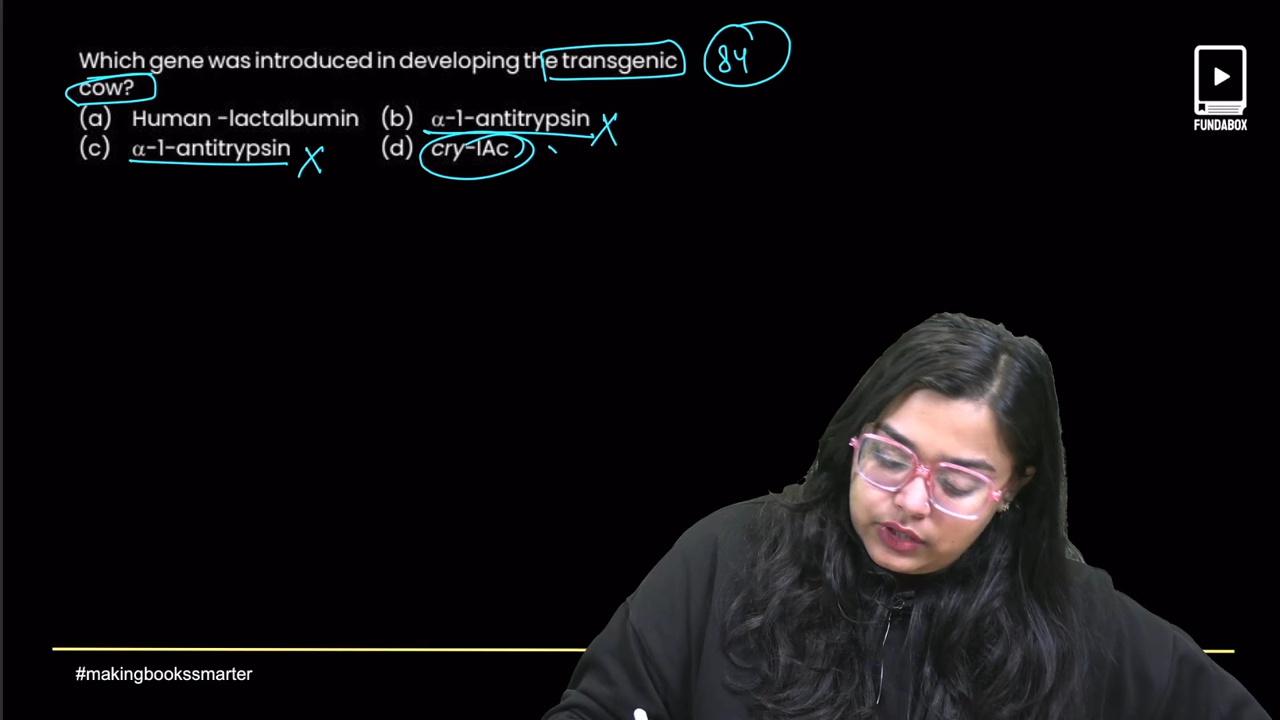 Which gene was introduced in developing the transgenic 84
cow?
(a) Human -lactalbumin (b) α-1-antitrypsin X
(c) α-1-antitrypsin X (d) cry-IAc
FUNDABOX
#makingbookssmarter